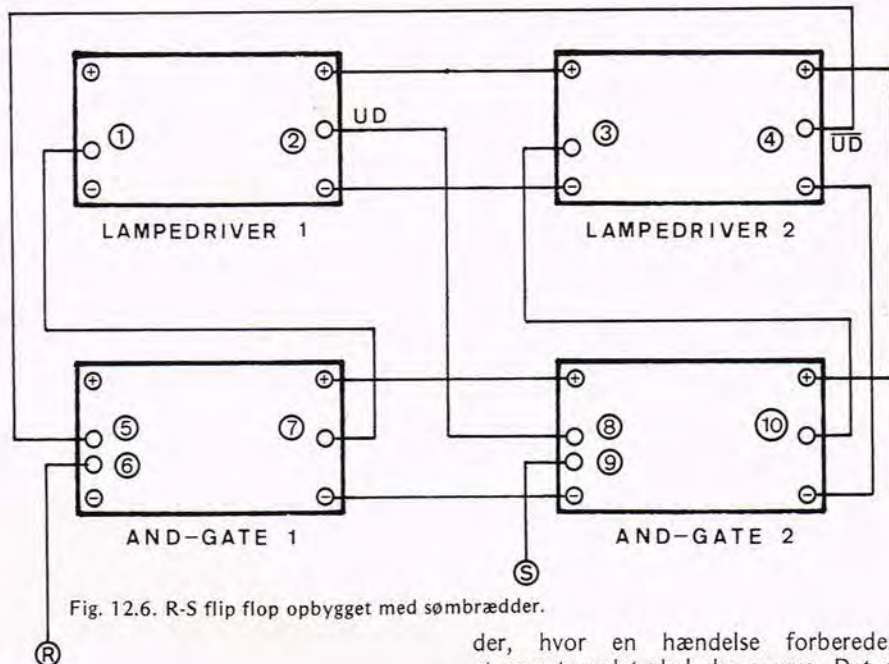 ⊕ ⊕ ⊕ ⊕
① ② UD ③ ④ UD
⊖ ⊖ ⊖ ⊖
LAMPEDRIVER 1 LAMPEDRIVER 2
⊕ ⊕ ⊕ ⊕
⑤ ⑦ ⑧ ⑩
⑥ ⑨
⊖ ⊖ ⊖ ⊖
AND-GATE 1 AND-GATE 2
Ⓢ
Fig. 12.6. R-S flip flop opbygget med sømbrædder.
Ⓡ
der, hvor en hændelse forberede